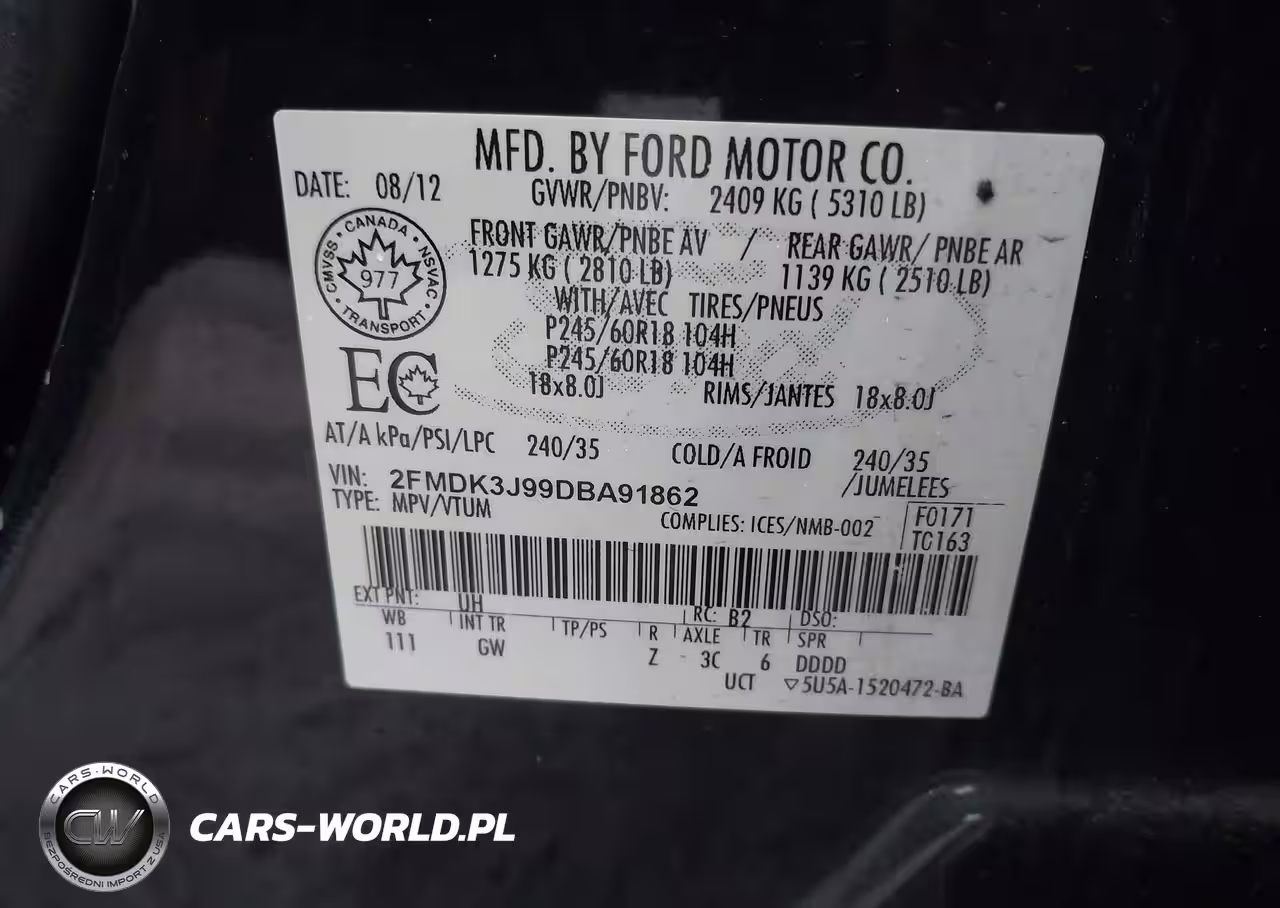 MFD. BY FORD MOTOR CO.
DATE: 08/12 GVWR/PNBV: 2409 KG ( 5310 LB)
FRONT GAWR/PNBE AV / REAR GAWR/ PNBE AR
1275 KG ( 2810 LB) 1139 KG ( 2510 LB)
WITH/AVEC TIRES/PNEUS
P245/60R18 104H
P245/60R18 104H
18x8.0J RIMS/JANTES 18x8.0J
CANADA
CMVSS NSVAC
977
TRANSPORT
EC
AT/A kPa/PSI/LPC 240/35 COLD/A FROID 240/35
VIN: 2FMDK3J99DBA91862 /JUMELEES
TYPE: MPV/VTUM
COMPLIES: ICES/NMB-002 F0171
TC163
EXT PNT: UH RC: B2 DSO:
WB INT TR TP/PS R AXLE TR SPR
111 GW Z - 3C 6 DDDD
UCT ▽5U5A-1520472-BA
CARS-WORLD
CW
BEZPOŚREDNI IMPORT Z USA
CARS-WORLD.PL